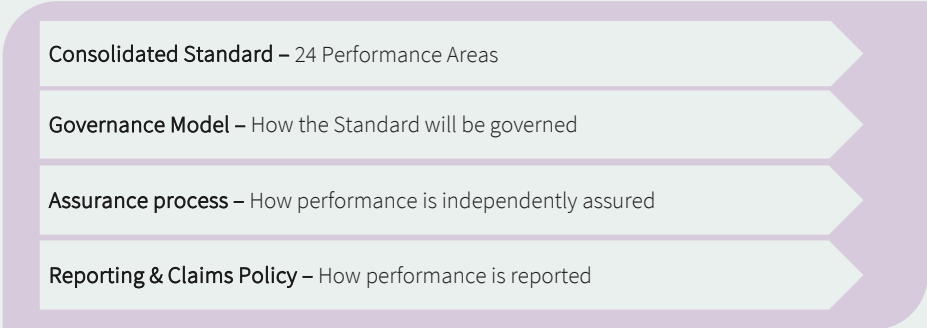 Consolidated Standard – 24 Performance Areas
Governance Model – How the Standard will be governed
Assurance process – How performance is independently assured
Reporting & Claims Policy – How performance is reported